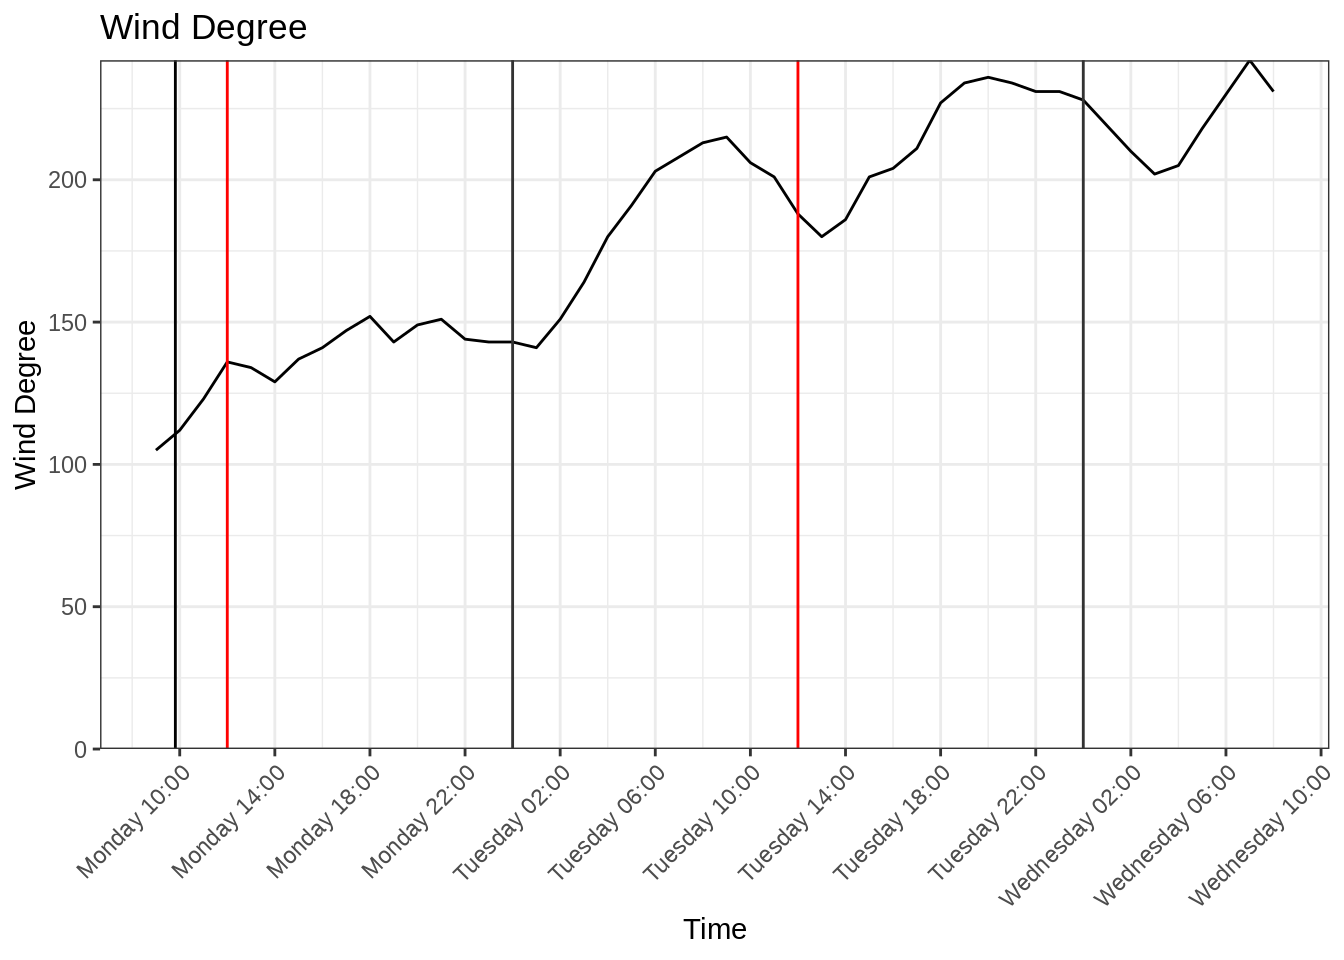 Wind Degree
Wind Degree
200
150
100
50
0
Monday 10:00
Monday 14:00
Monday 18:00
Monday 22:00
Tuesday 02:00
Tuesday 06:00
Tuesday 10:00
Tuesday 14:00
Tuesday 18:00
Tuesday 22:00
Wednesday 02:00
Wednesday 06:00
Wednesday 10:00
Time